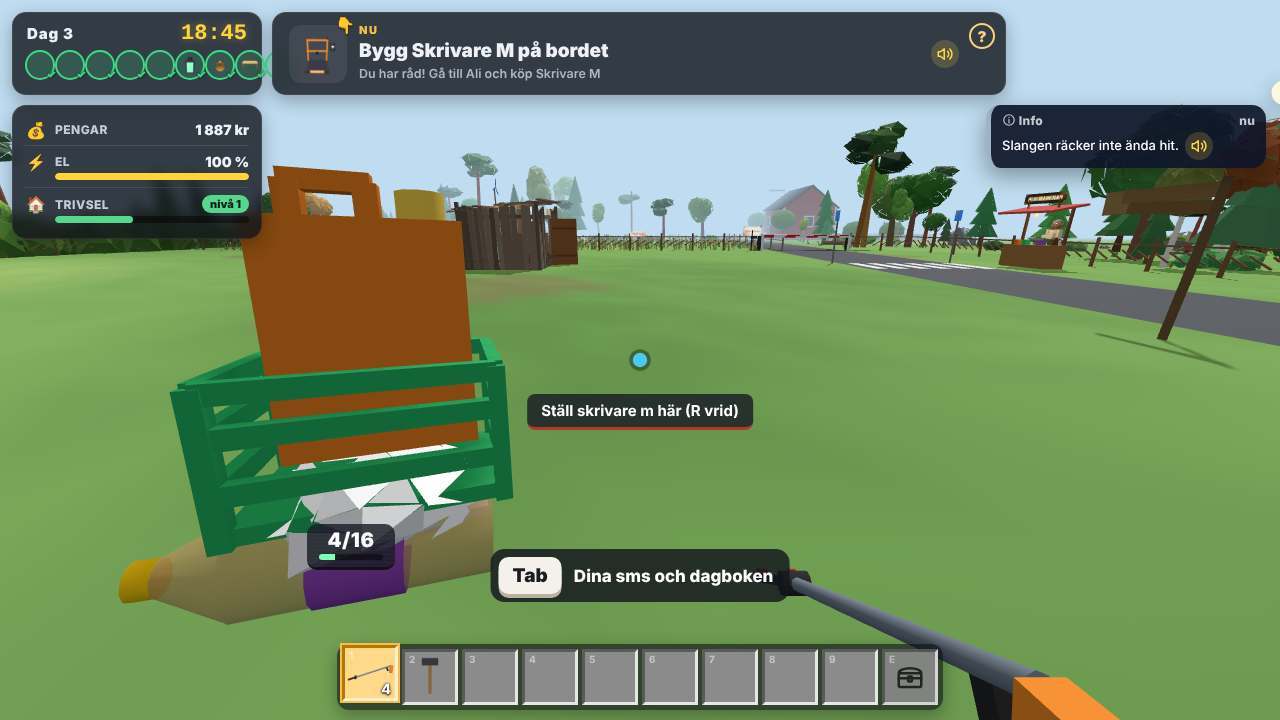 Dag 3
18:45
PENGAR
1 887 kr
EL
100 %
TRIVSEL
nivå 1
NU
Bygg Skrivare M på bordet
Du har råd! Gå till Ali och köp Skrivare M
?
Info
nu
Slangen räcker inte ända hit.
Ställ skrivare m här (R vrid)
4/16
Tab
Dina sms och dagboken
4
2
3
4
5
6
7
8
9
E